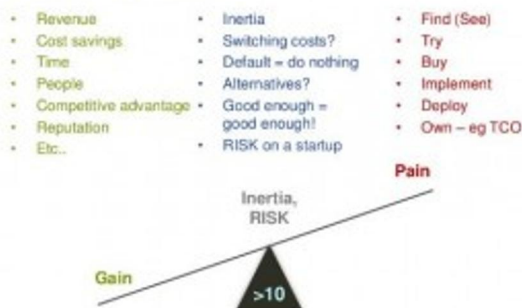 Revenue
Cost savings
Time
People
Competitive advantage
Reputation
Etc..
Inertia
Switching costs?
Default = do nothing
Alternatives?
Good enough =
good enough!
RISK on a startup
Find (See)
Try
Buy
Implement
Deploy
Own – eg TCO
Pain
Inertia,
RISK
Gain
>10